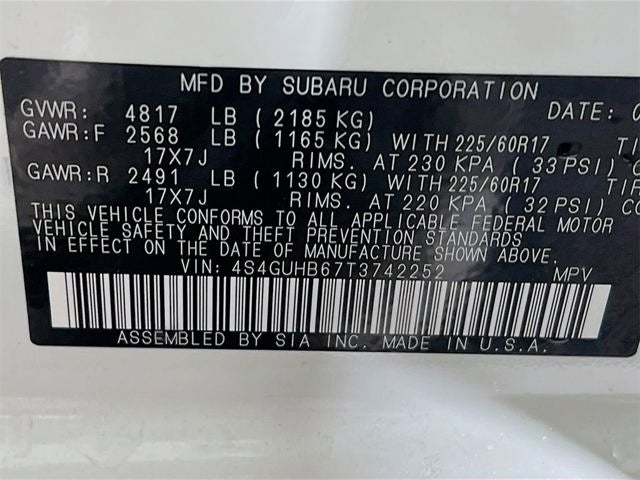 MFD BY SUBARU CORPORATION
GVWR: 4817 LB ( 2185 KG) DATE:
GAWR:F 2568 LB ( 1165 KG) WITH 225/60R17
17X7J RIMS. AT 230 KPA ( 33 PSI)
GAWR:R 2491 LB ( 1130 KG) WITH 225/60R17
17X7J RIMS. AT 220 KPA ( 32 PSI)
THIS VEHICLE CONFORMS TO ALL APPLICABLE FEDERAL MOTOR
VEHICLE SAFETY AND THEFT PREVENTION STANDARDS
IN EFFECT ON THE DATE OF MANUFACTURE SHOWN ABOVE.
VIN: 4S4GUHB67T3742252 MPV
ASSEMBLED BY SIA INC. MADE IN U.S.A.